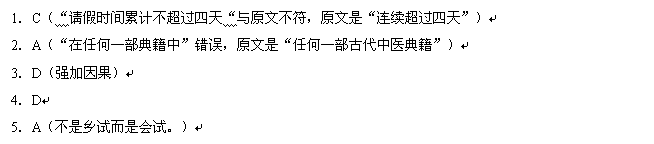 1. C（“请假时间累计不超过四天“与原文不符，原文是“连续超过四天”）
2. A（“在任何一部典籍中”错误，原文是“任何一部古代中医典籍”）
3. D（强加因果）
4. D
5. A（不是乡试而是会试。）